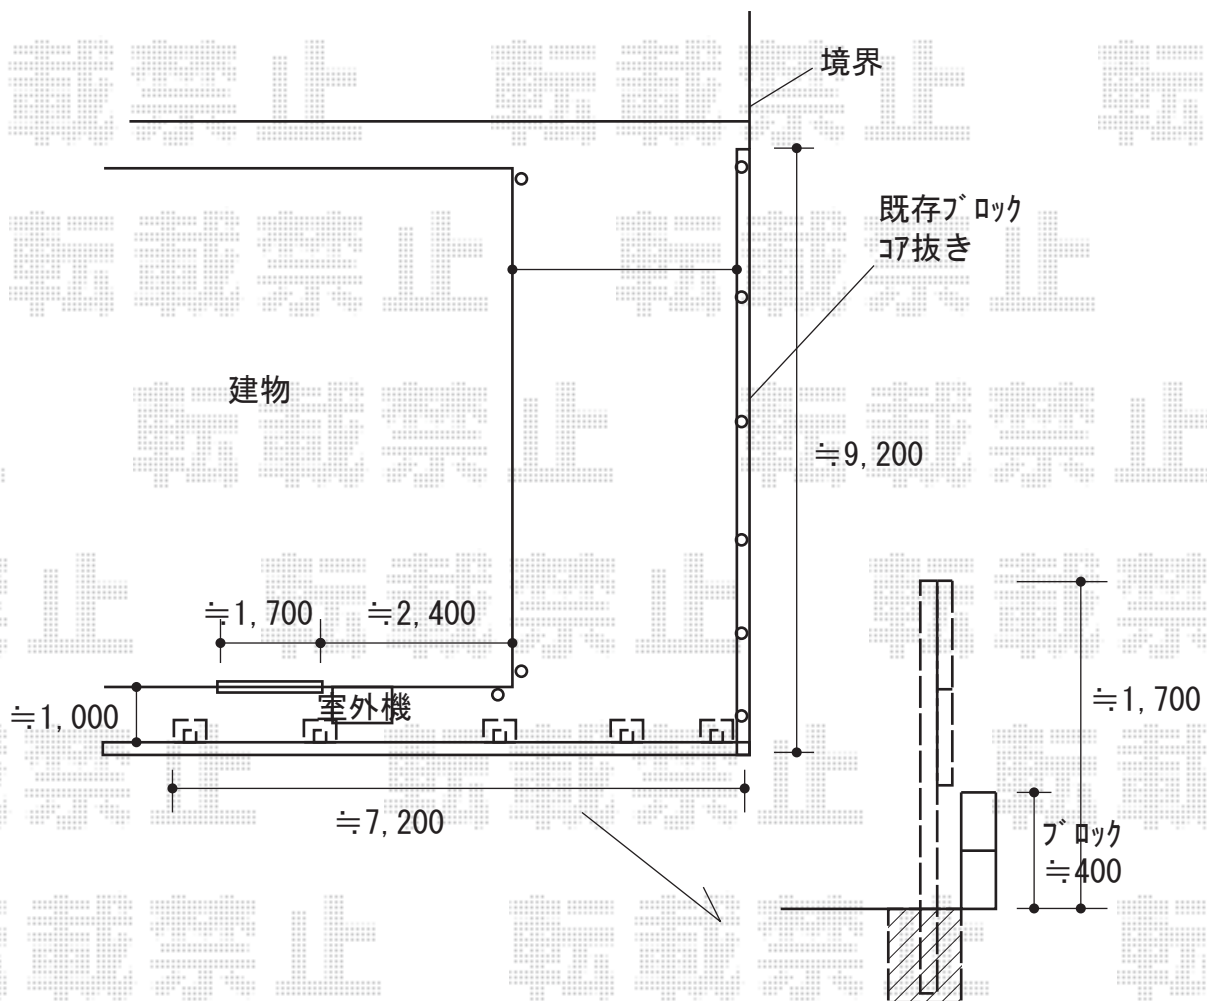 境界
既存ブロック
コア抜き
建物
≒9,200
≒1,700
≒2,400
室外機
≒1,000
≒1,700
≒7,200
ブロック
≒400
転載禁止